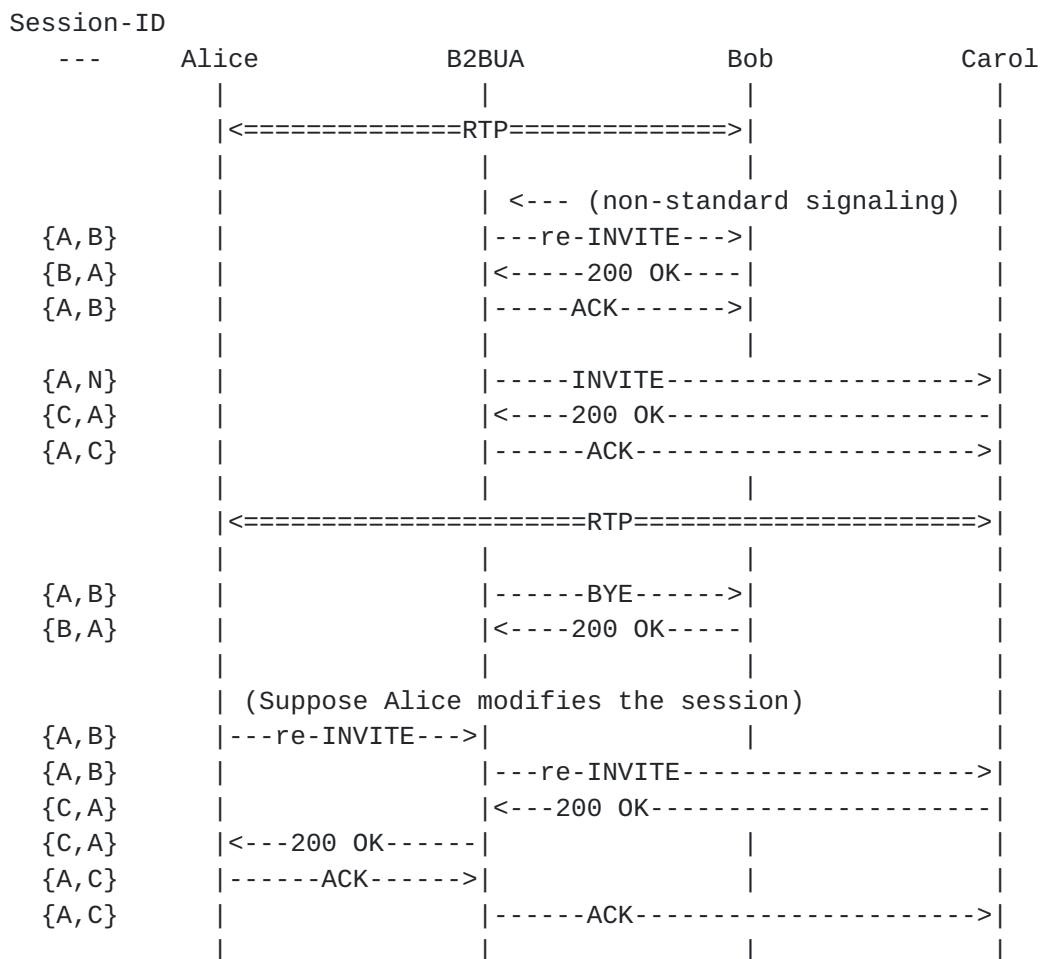 Session-ID
   ---     Alice            B2BUA             Bob            Carol
             |                |                |               |
             |<==============RTP==============>|               |
             |                |                |               |
             |                | <--- (non-standard signaling)  |
  {A,B}      |                |---re-INVITE--->|               |
  {B,A}      |                |<-----200 OK----|               |
  {A,B}      |                |-----ACK------->|               |
             |                |                |               |
  {A,N}      |                |-----INVITE-------------------->|
  {C,A}      |                |<----200 OK---------------------|
  {A,C}      |                |------ACK---------------------->|
             |                |                |               |
             |<======================RTP======================>|
             |                |                |               |
  {A,B}      |                |------BYE------>|               |
  {B,A}      |                |<----200 OK-----|               |
             |                |                |               |
             | (Suppose Alice modifies the session)            |
  {A,B}      |---re-INVITE--->|                |               |
  {A,B}      |                |---re-INVITE------------------->|
  {C,A}      |                |<---200 OK----------------------|
  {C,A}      |<---200 OK------|                |               |
  {A,C}      |------ACK------>|                |               |
  {A,C}      |                |------ACK---------------------->|
             |                |                |               |